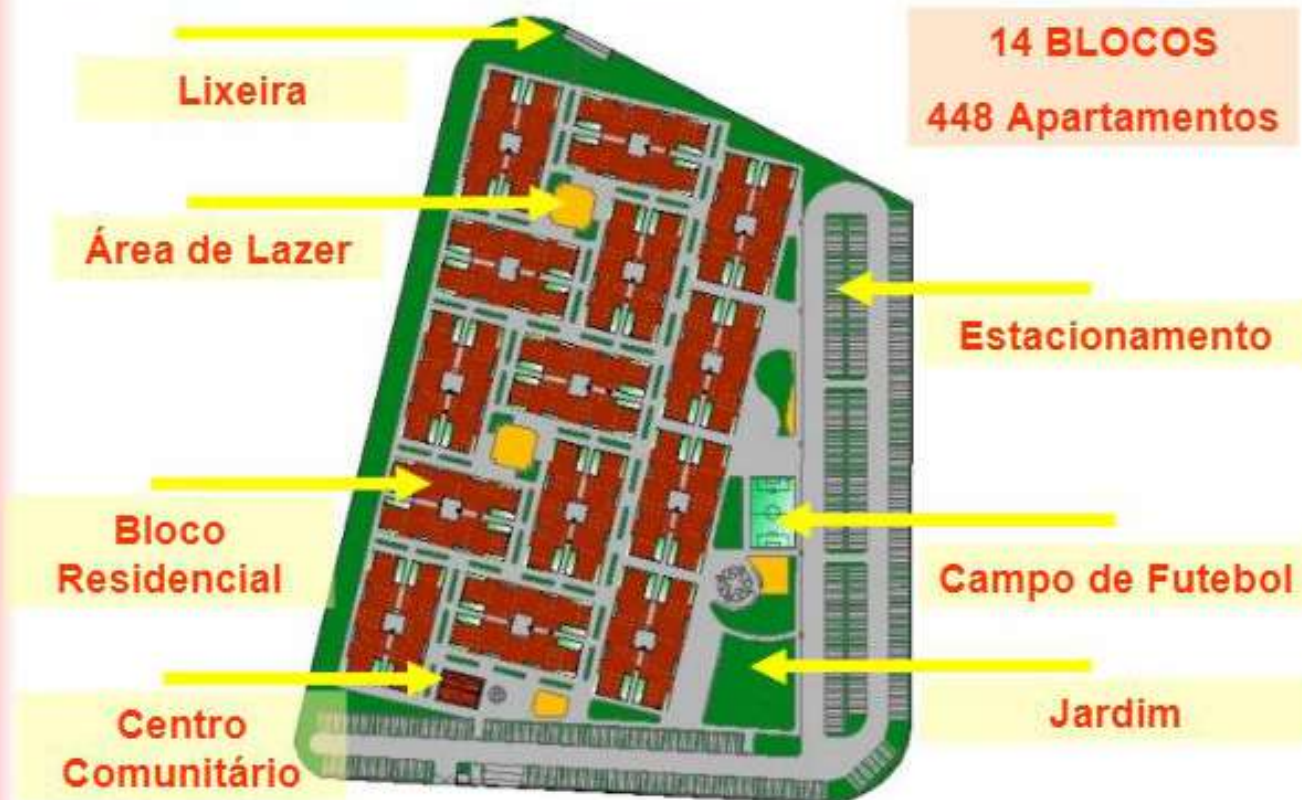 14 BLOCOS
448 Apartamentos
Lixeira
Área de Lazer
Estacionamento
Bloco
Residencial
Campo de Futebol
Centro
Comunitário
Jardim